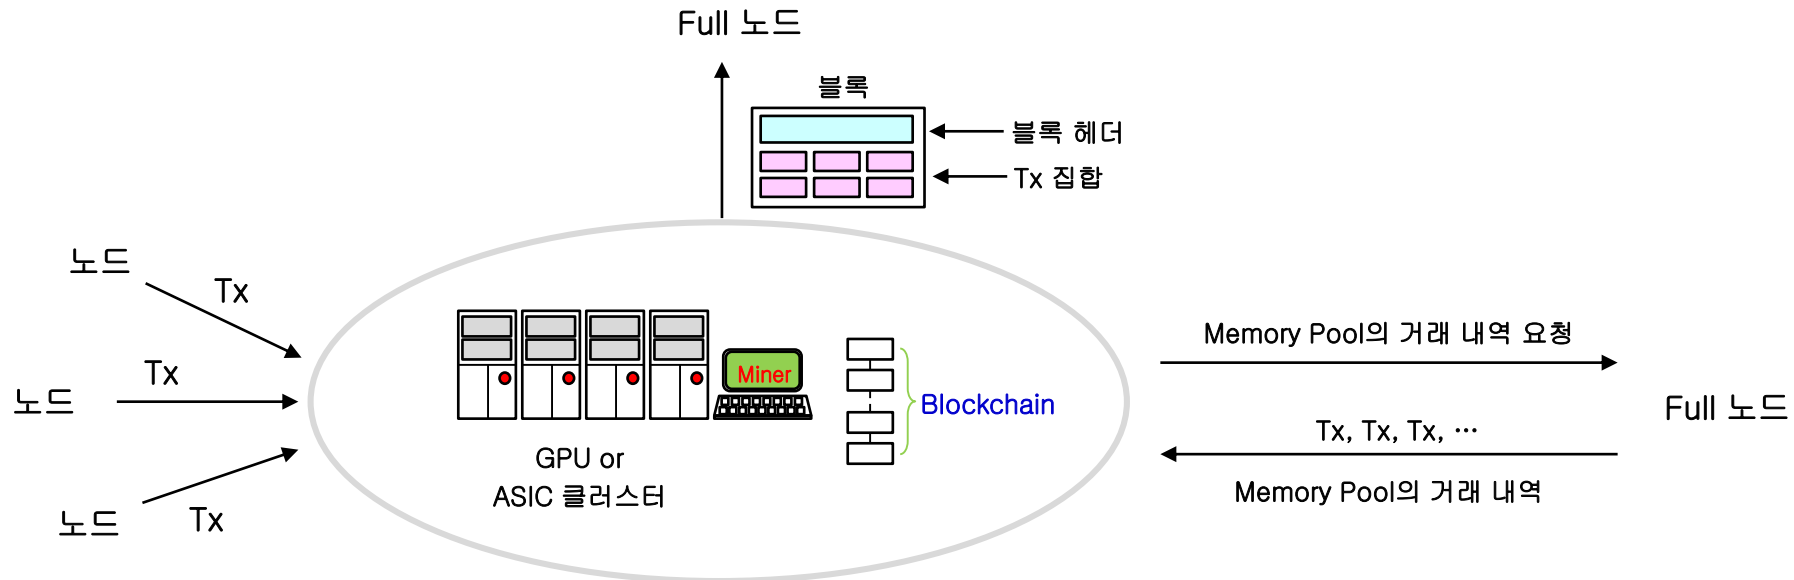 Full 노드
블록
블록 헤더
Tx 집합
노드
Tx
Tx
노드
노드
Tx
Miner
Blockchain
GPU or
ASIC 클러스터
Memory Pool의 거래 내역 요청
Full 노드
Tx, Tx, Tx, ⋯
Memory Pool의 거래 내역